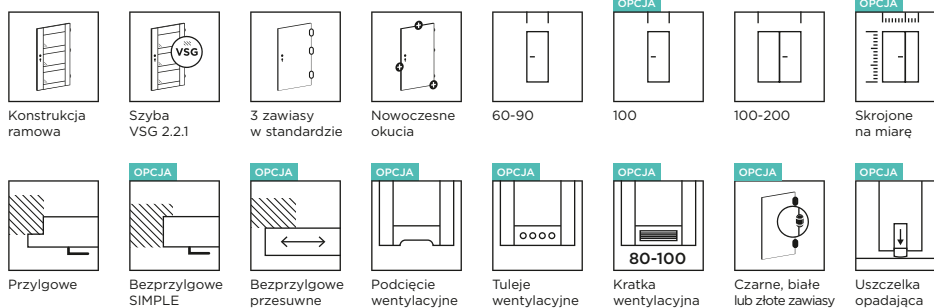 OPCJA
OPCJA
VSG
Konstrukcja
ramowa
Szyba
VSG 2.2.1
3 zawiasy
w standardzie
Nowoczesne
okucia
60-90
100
100-200
Skrojone
na miarę
OPCJA
OPCJA
OPCJA
OPCJA
OPCJA
OPCJA
OPCJA
80-100
Przylgowe
Bezprzylgowe
SIMPLE
Bezprzylgowe
przesuwne
Podcięcie
wentylacyjne
Tuleje
wentylacyjne
Kratka
wentylacyjna
Czarne, białe
lub złote zawiasy
Uszczelka
opadająca